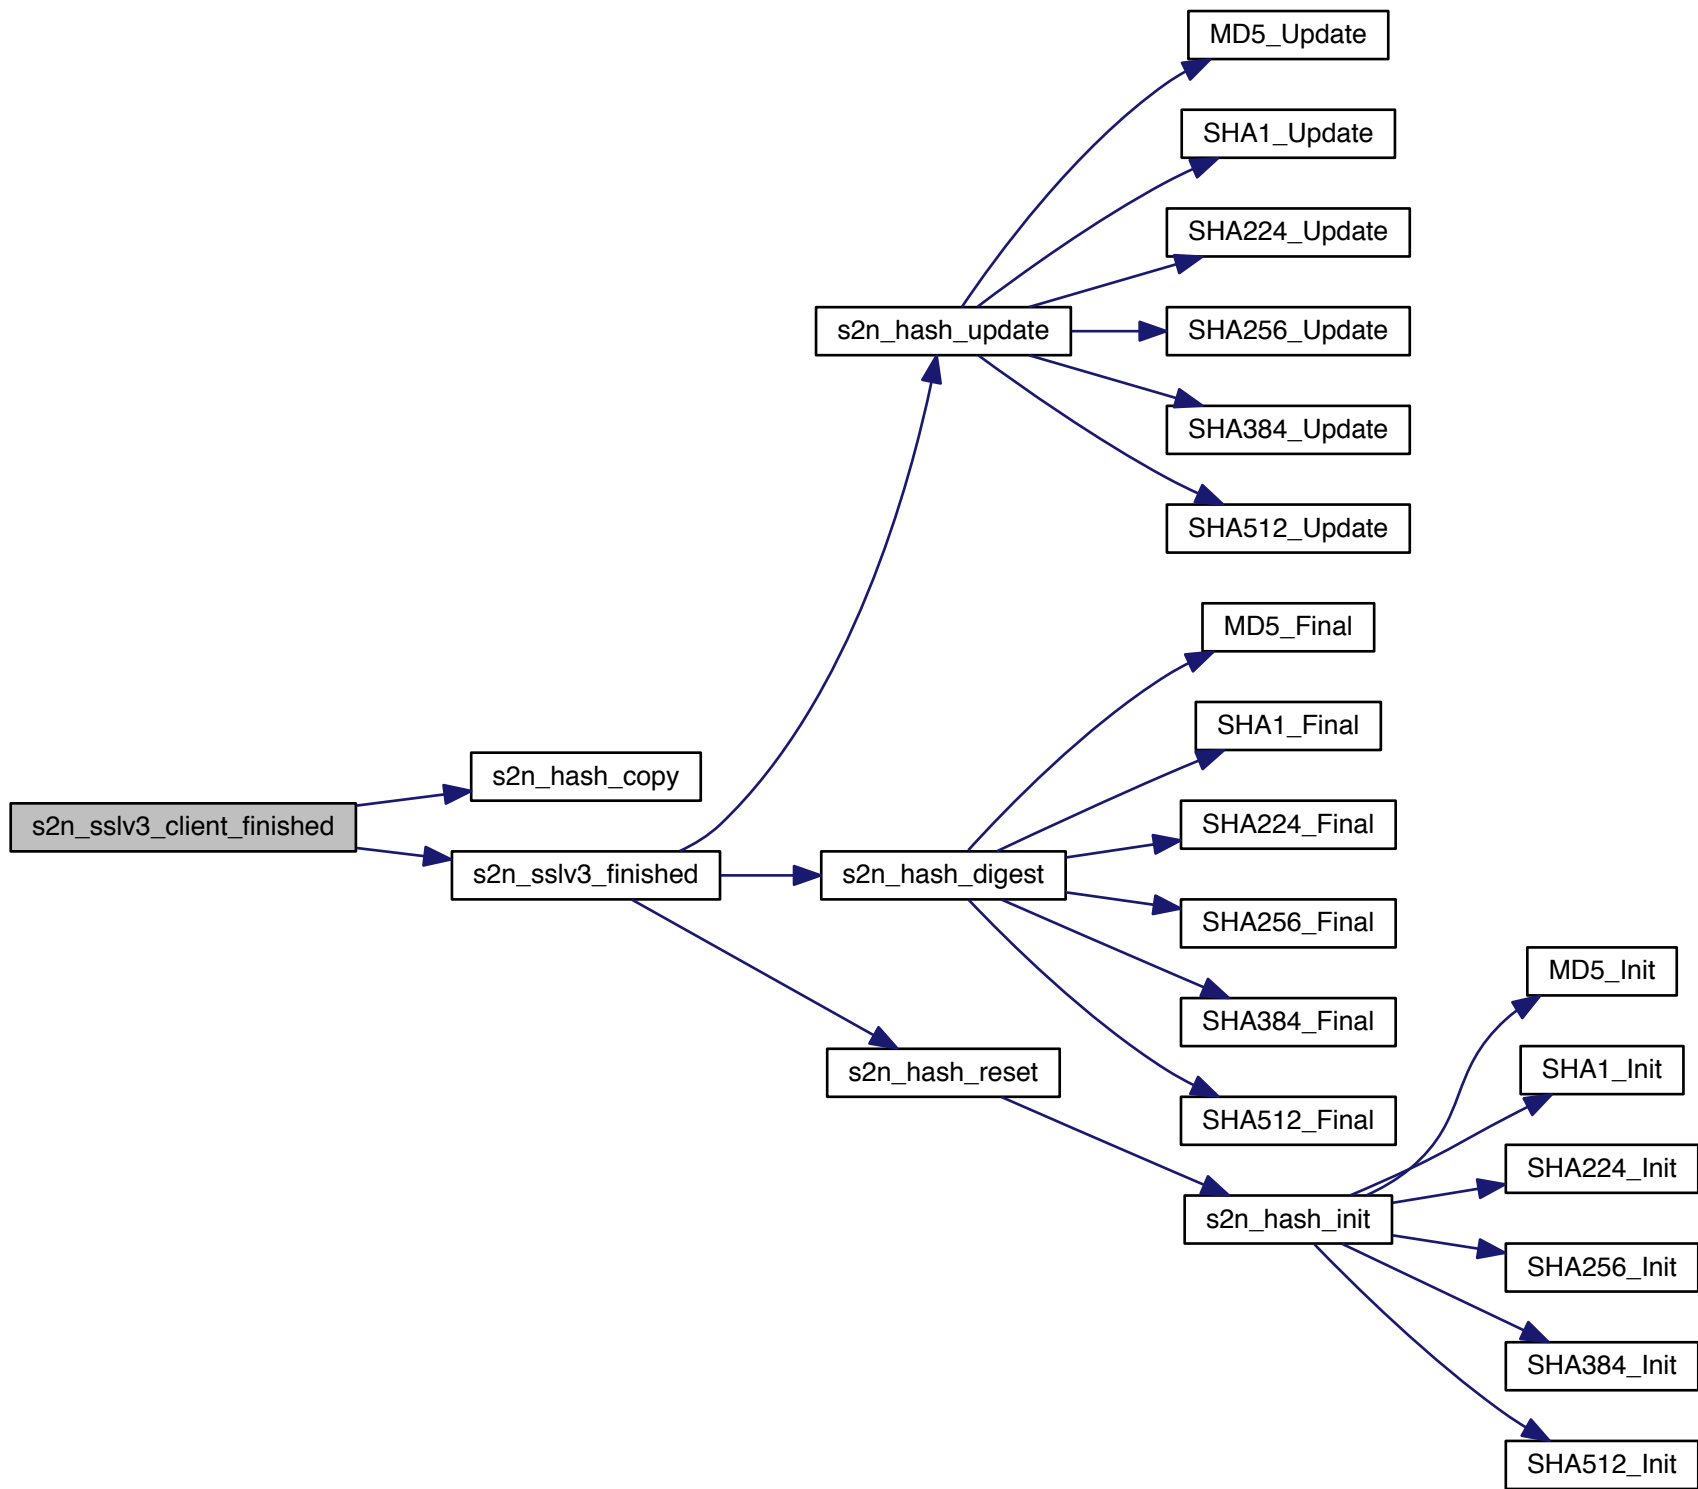 MD5_Update
SHA1_Update
SHA224_Update
s2n_hash_update
SHA256_Update
SHA384_Update
SHA512_Update
MD5_Final
SHA1_Final
s2n_hash_copy
s2n_sslv3_client_finished
SHA224_Final
s2n_sslv3_finished
s2n_hash_digest
SHA256_Final
MD5_Init
SHA384_Final
s2n_hash_reset
SHA1_Init
SHA512_Final
SHA224_Init
s2n_hash_init
SHA256_Init
SHA384_Init
SHA512_Init